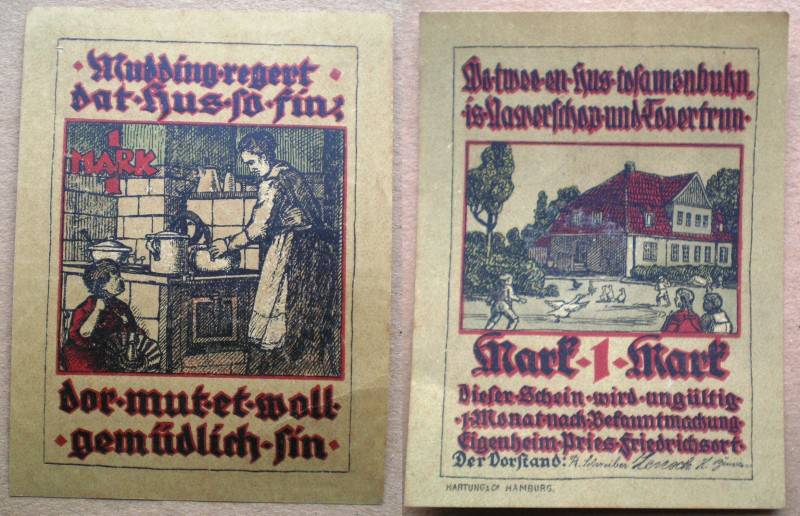 ·Mudding·regert
dat·Hus·so·fin;
1
MARK
1
dor·mut·et·woll·
·gemüdlich·sin·
Wo·twee·en·Hus·tosamenbuhn,
·is·Naoverschop·und·Tovertrun·
Mark·1·Mark
Dieser·Schein·wird·ungültig
·1·Monat·nach·Bekanntmachung·
Eigenheim·Pries·Friedrichsort·
Der Vorstand:
HARTUNG & Co HAMBURG.